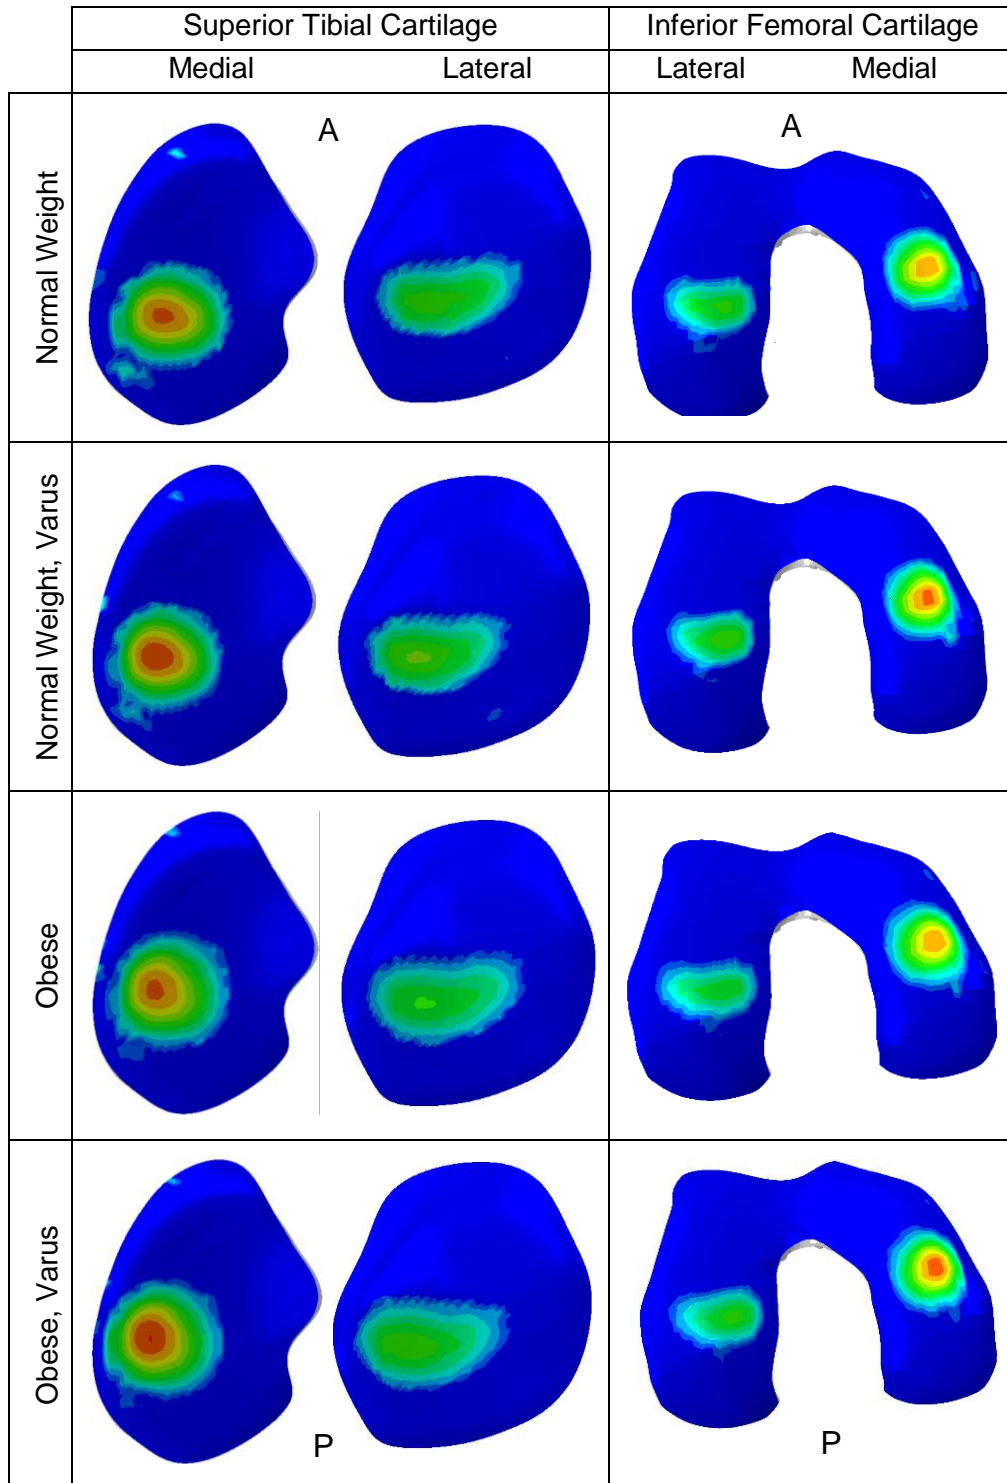 Superior Tibial Cartilage
Inferior Femoral Cartilage
Medial
Lateral
Lateral
Medial
Normal Weight
A
A
Normal Weight, Varus
Obese
Obese, Varus
P
P